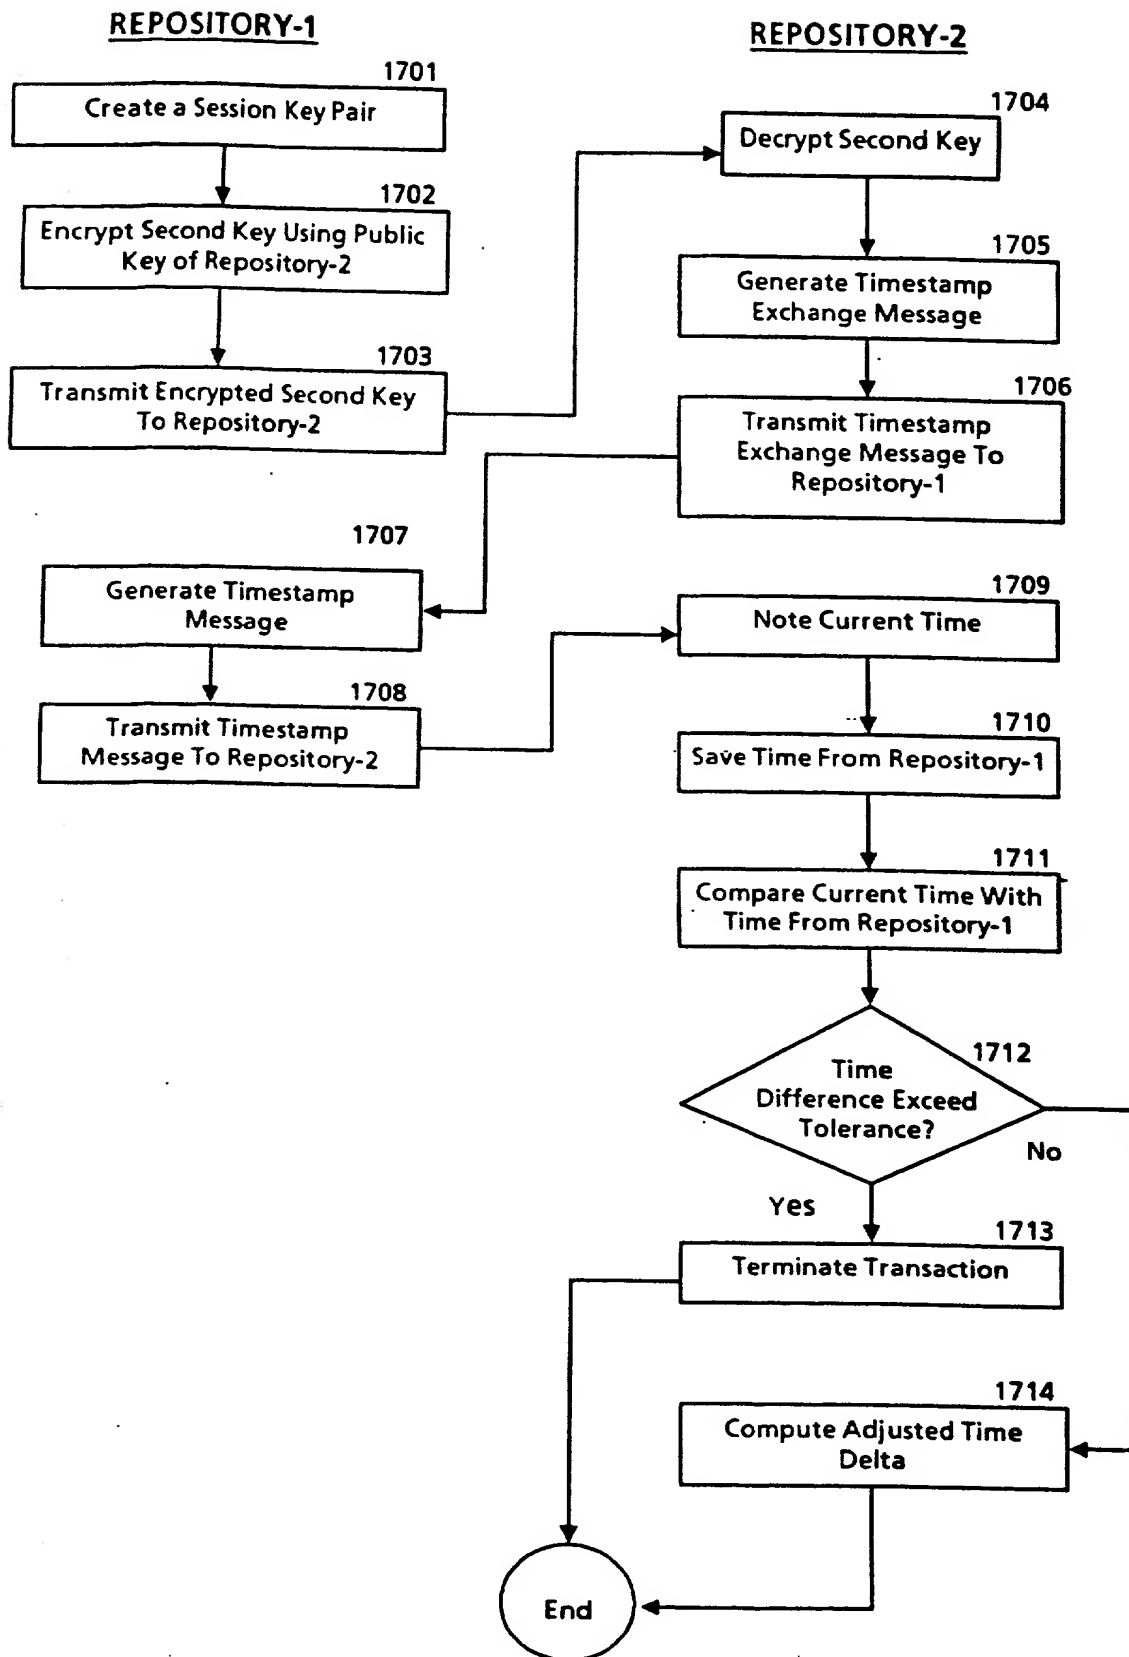 REPOSITORY-1
1701
Create a Session Key Pair
1702
Encrypt Second Key Using Public
Key of Repository-2
1703
Transmit Encrypted Second Key
To Repository-2
REPOSITORY-2
1704
Decrypt Second Key
1705
Generate Timestamp
Exchange Message
1706
Transmit Timestamp
Exchange Message To
Repository-1
1707
Generate Timestamp
Message
1708
Transmit Timestamp
Message To Repository-2
1709
Note Current Time
1710
Save Time From Repository-1
1711
Compare Current Time With
Time From Repository-1
1712
Time
Difference Exceed
Tolerance?
No
Yes
1713
Terminate Transaction
1714
Compute Adjusted Time
Delta
End